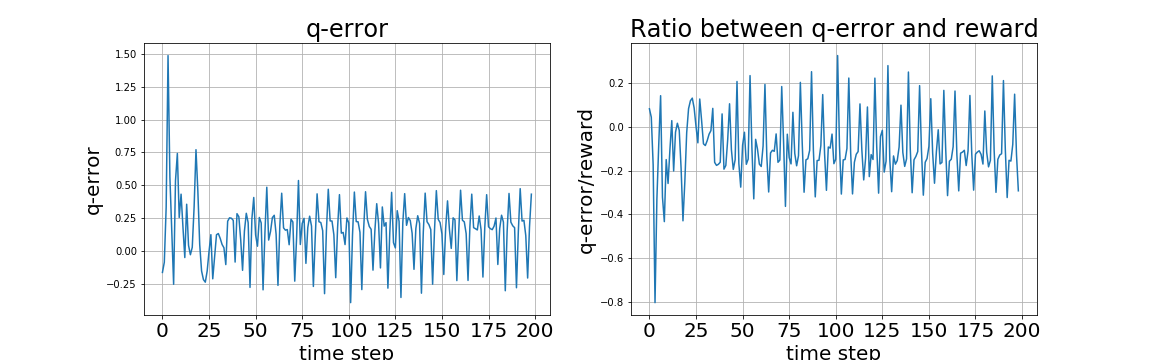 q-error
q-error
1.50
1.25
1.00
0.75
0.50
0.25
0.00
−0.25
0 25 50 75 100 125 150 175 200
time step
Ratio between q-error and reward
q-error/reward
0.2
0.0
−0.2
−0.4
−0.6
−0.8
0 25 50 75 100 125 150 175 200
time step